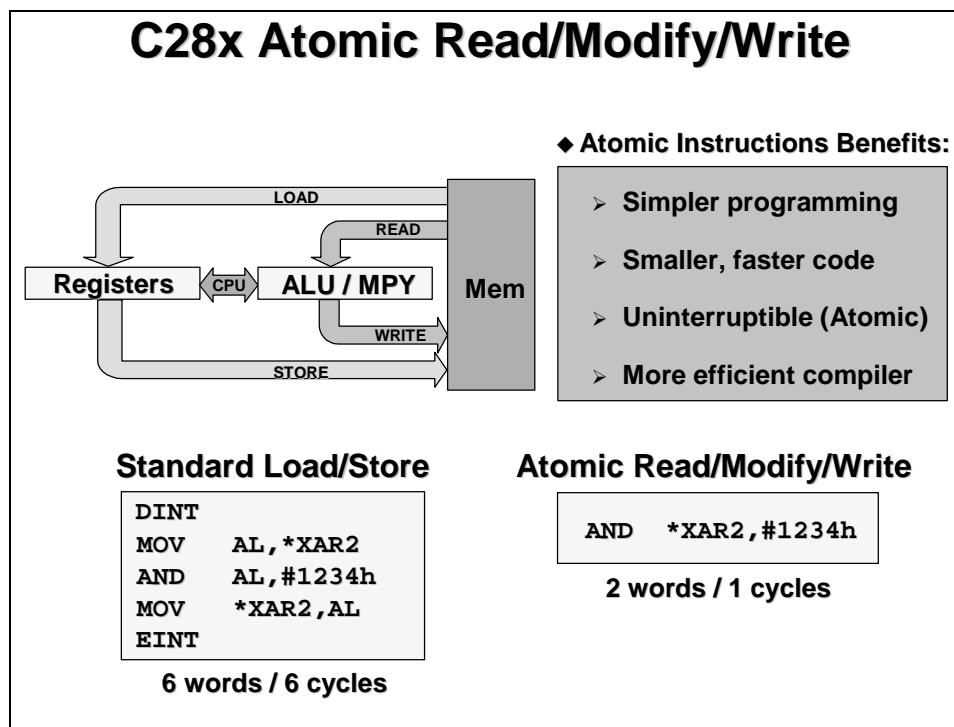 C28x Atomic Read/Modify/Write
LOAD
READ
Registers
CPU
ALU / MPY
Mem
WRITE
STORE
◆ Atomic Instructions Benefits:
➢ Simpler programming
➢ Smaller, faster code
➢ Uninterruptible (Atomic)
➢ More efficient compiler
Standard Load/Store
DINT
MOV AL,*XAR2
AND AL,#1234h
MOV *XAR2,AL
EINT
6 words / 6 cycles
Atomic Read/Modify/Write
AND *XAR2,#1234h
2 words / 1 cycles